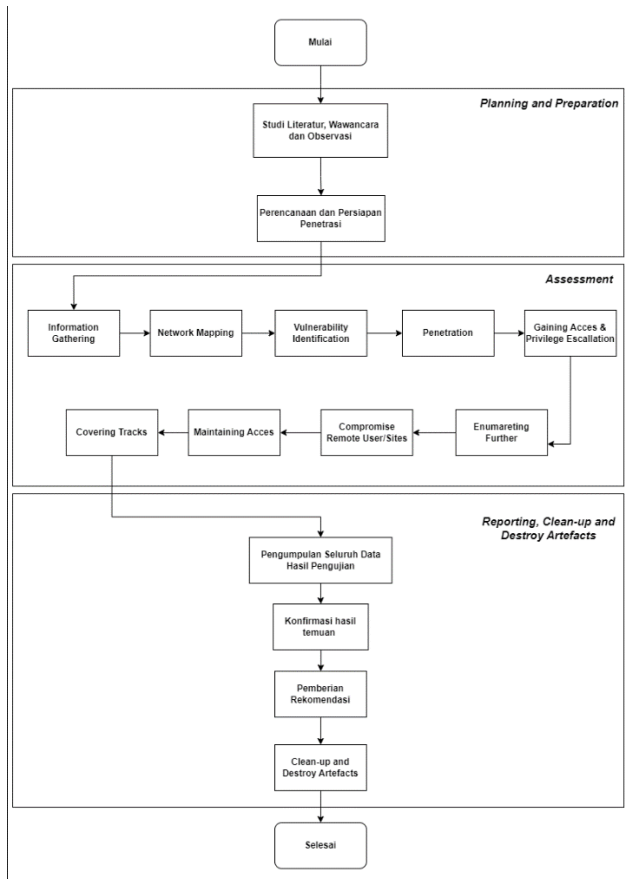 Mulai
Planning and Preparation
Studi Literatur, Wawancara
dan Observasi
Perencanaan dan Persiapan
Penetrasi
Assessment
Information
Gathering
Network Mapping
Vulnerability
Identification
Penetration
Gaining Acces &
Privilege Escallation
Covering Tracks
Maintaining Acces
Compromise
Remote User/Sites
Enumareting
Further
Reporting, Clean-up and
Destroy Artefacts
Pengumpulan Seluruh Data
Hasil Pengujian
Konfirmasi hasil
temuan
Pemberian
Rekomendasi
Clean-up and
Destroy Artefacts
Selesai